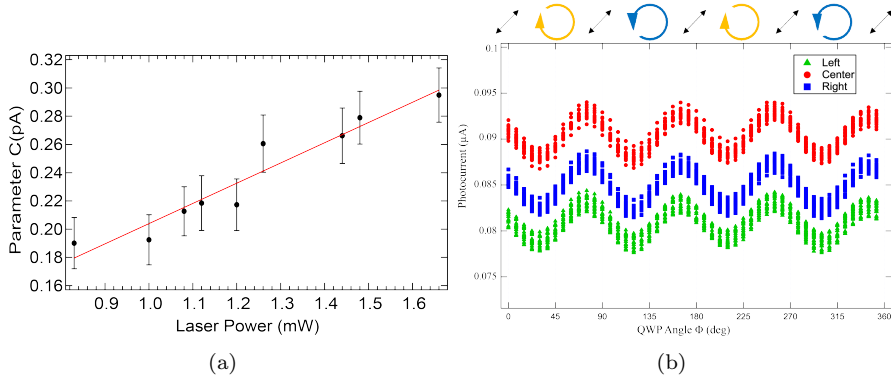 0.32
0.30
0.28
0.26
0.24
0.22
0.20
0.18
0.16
Parameter C(pA)
0.9 1.0 1.1 1.2 1.3 1.4 1.5 1.6
Laser Power (mW)
(a)
0.1
0.095
0.09
0.085
0.08
0.075
Photocurrent (μA)
Left
Center
Right
0 45 90 135 180 225 270 315 360
QWP Angle Φ (deg)
(b)